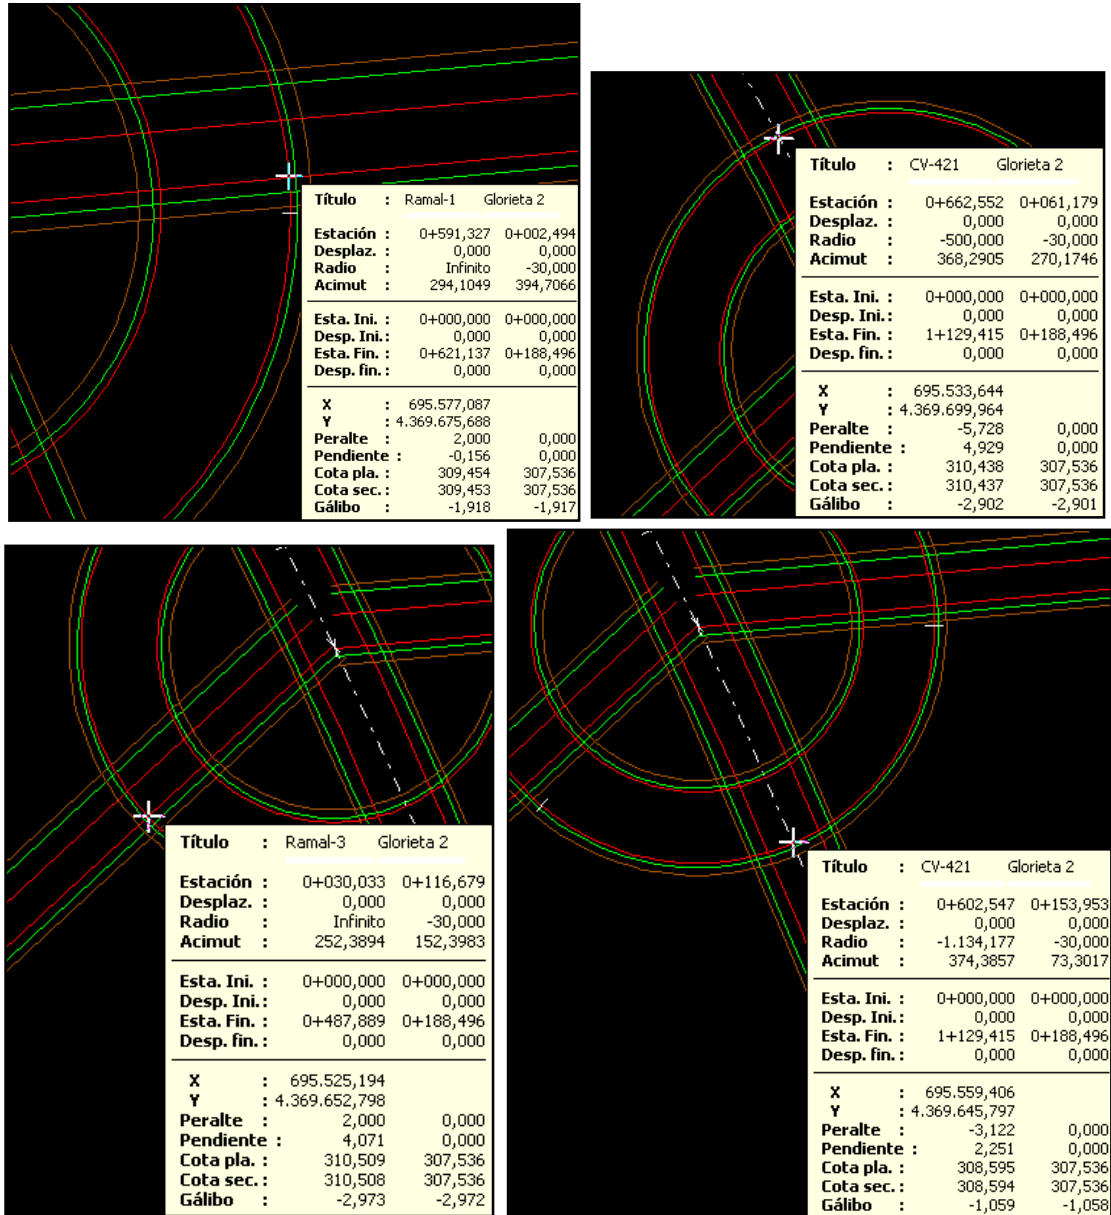 Título : Ramal-1 Glorieta 2
Estación : 0+591,327 0+002,494
Desplaz. : 0,000 0,000
Radio : Infinito -30,000
Acimut : 294,1049 394,7066
Esta. Ini. : 0+000,000 0+000,000
Desp. Ini.: 0,000 0,000
Esta. Fin. : 0+621,137 0+188,496
Desp. fin.: 0,000 0,000
X : 695.577,087
Y : 4.369.675,688
Peralte : 2,000 0,000
Pendiente : -0,156 0,000
Cota pla. : 309,454 307,536
Cota sec. : 309,453 307,536
Gálibo : -1,918 -1,917
Título : CV-421 Glorieta 2
Estación : 0+662,552 0+061,179
Desplaz. : 0,000 0,000
Radio : -500,000 -30,000
Acimut : 368,2905 270,1746
Esta. Ini. : 0+000,000 0+000,000
Desp. Ini.: 0,000 0,000
Esta. Fin. : 1+129,415 0+188,496
Desp. fin.: 0,000 0,000
X : 695.533,644
Y : 4.369.699,964
Peralte : -5,728 0,000
Pendiente : 4,929 0,000
Cota pla. : 310,438 307,536
Cota sec. : 310,437 307,536
Gálibo : -2,902 -2,901
Título : Ramal-3 Glorieta 2
Estación : 0+030,033 0+116,679
Desplaz. : 0,000 0,000
Radio : Infinito -30,000
Acimut : 252,3894 152,3983
Esta. Ini. : 0+000,000 0+000,000
Desp. Ini.: 0,000 0,000
Esta. Fin. : 0+487,889 0+188,496
Desp. fin.: 0,000 0,000
X : 695.525,194
Y : 4.369.652,798
Peralte : 2,000 0,000
Pendiente : 4,071 0,000
Cota pla. : 310,509 307,536
Cota sec. : 310,508 307,536
Gálibo : -2,973 -2,972
Título : CV-421 Glorieta 2
Estación : 0+602,547 0+153,953
Desplaz. : 0,000 0,000
Radio : -1.134,177 -30,000
Acimut : 374,3857 73,3017
Esta. Ini. : 0+000,000 0+000,000
Desp. Ini.: 0,000 0,000
Esta. Fin. : 1+129,415 0+188,496
Desp. fin.: 0,000 0,000
X : 695.559,406
Y : 4.369.645,797
Peralte : -3,122 0,000
Pendiente : 2,251 0,000
Cota pla. : 308,595 307,536
Cota sec. : 308,594 307,536
Gálibo : -1,059 -1,058